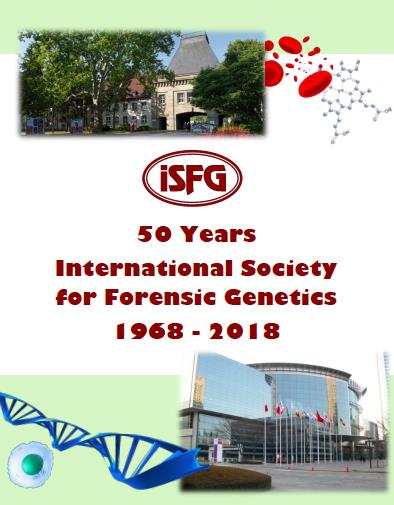 iSFG
50 Years
International Society
for Forensic Genetics
1968 - 2018